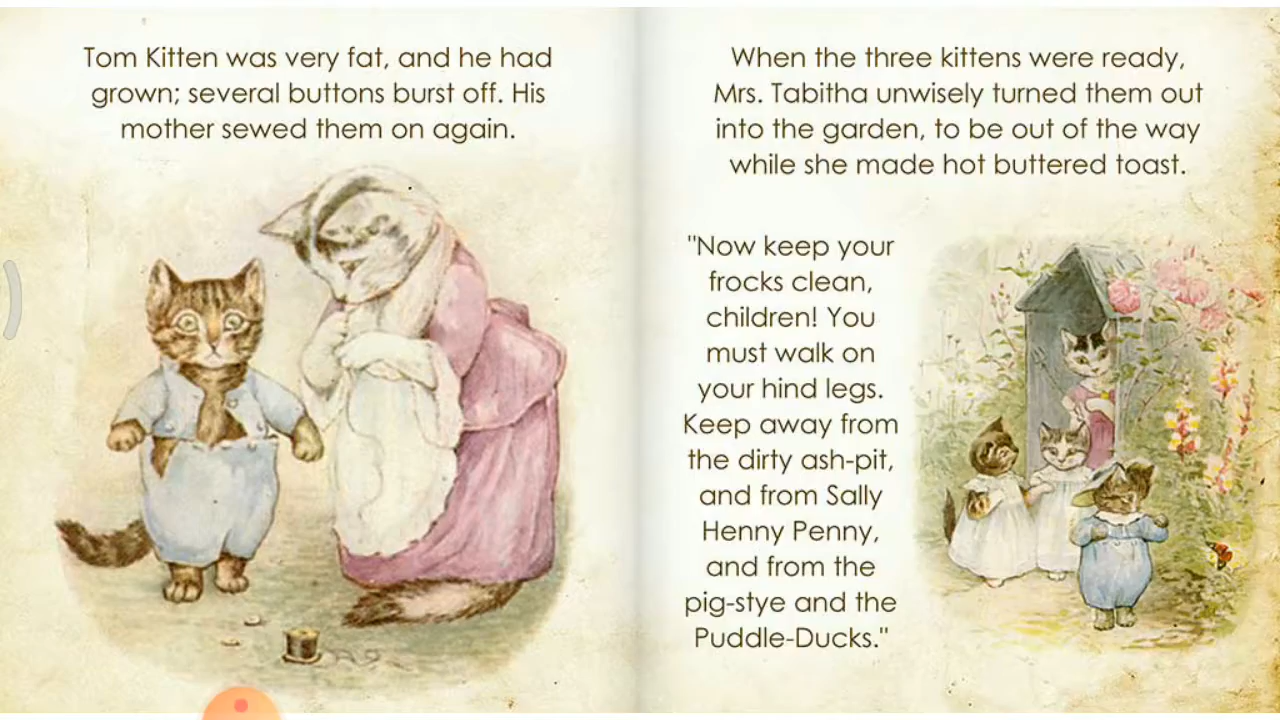 Tom Kitten was very fat, and he had
grown; several buttons burst off. His
mother sewed them on again.
When the three kittens were ready,
Mrs. Tabitha unwisely turned them out
into the garden, to be out of the way
while she made hot buttered toast.
"Now keep your
frocks clean,
children! You
must walk on
your hind legs.
Keep away from
the dirty ash-pit,
and from Sally
Henny Penny,
and from the
pig-stye and the
Puddle-Ducks."